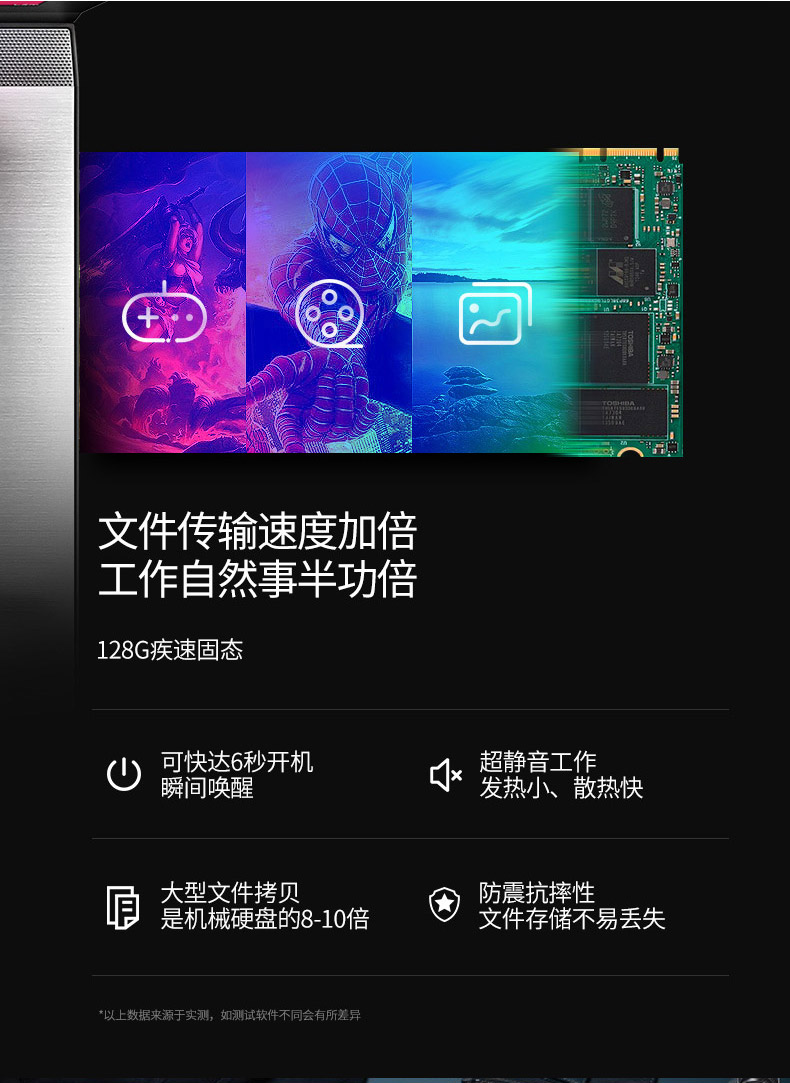 TOSHIBA
TOSHIBA
文件传输速度加倍
工作自然事半功倍
128G疾速固态
可快达6秒开机
瞬间唤醒
超静音工作
发热小、散热快
大型文件拷贝
是机械硬盘的8-10倍
防震抗摔性
文件存储不易丢失
*以上数据来源于实测，如测试软件不同会有所差异